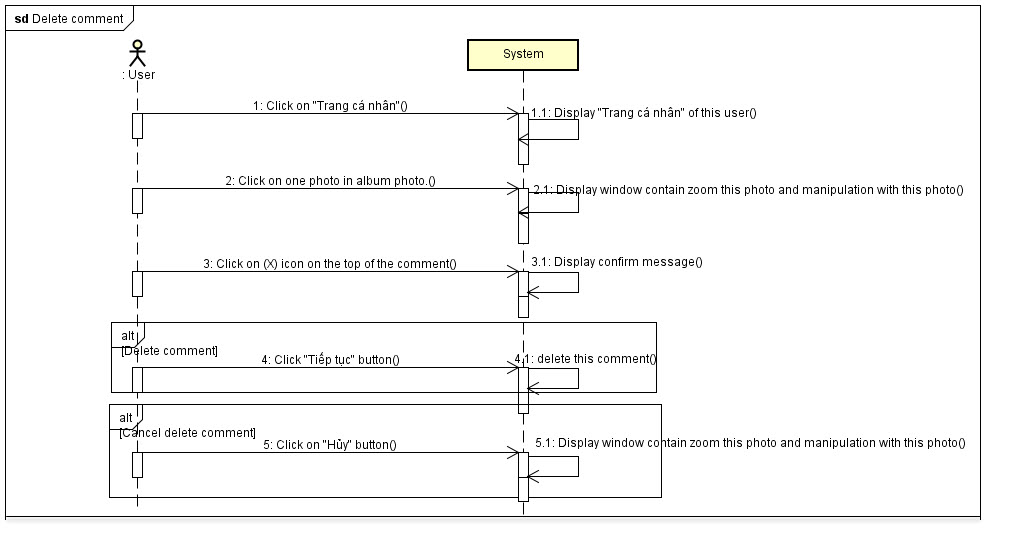 sd Delete comment
: User
System
1: Click on "Trang cá nhân"()
1.1: Display "Trang cá nhân" of this user()
2: Click on one photo in album photo.()
2.1: Display window contain zoom this photo and manipulation with this photo()
3: Click on (X) icon on the top of the comment()
3.1: Display confirm message()
alt
[Delete comment]
4: Click "Tiếp tục" button()
4.1: delete this comment()
alt
[Cancel delete comment]
5: Click on "Hủy" button()
5.1: Display window contain zoom this photo and manipulation with this photo()